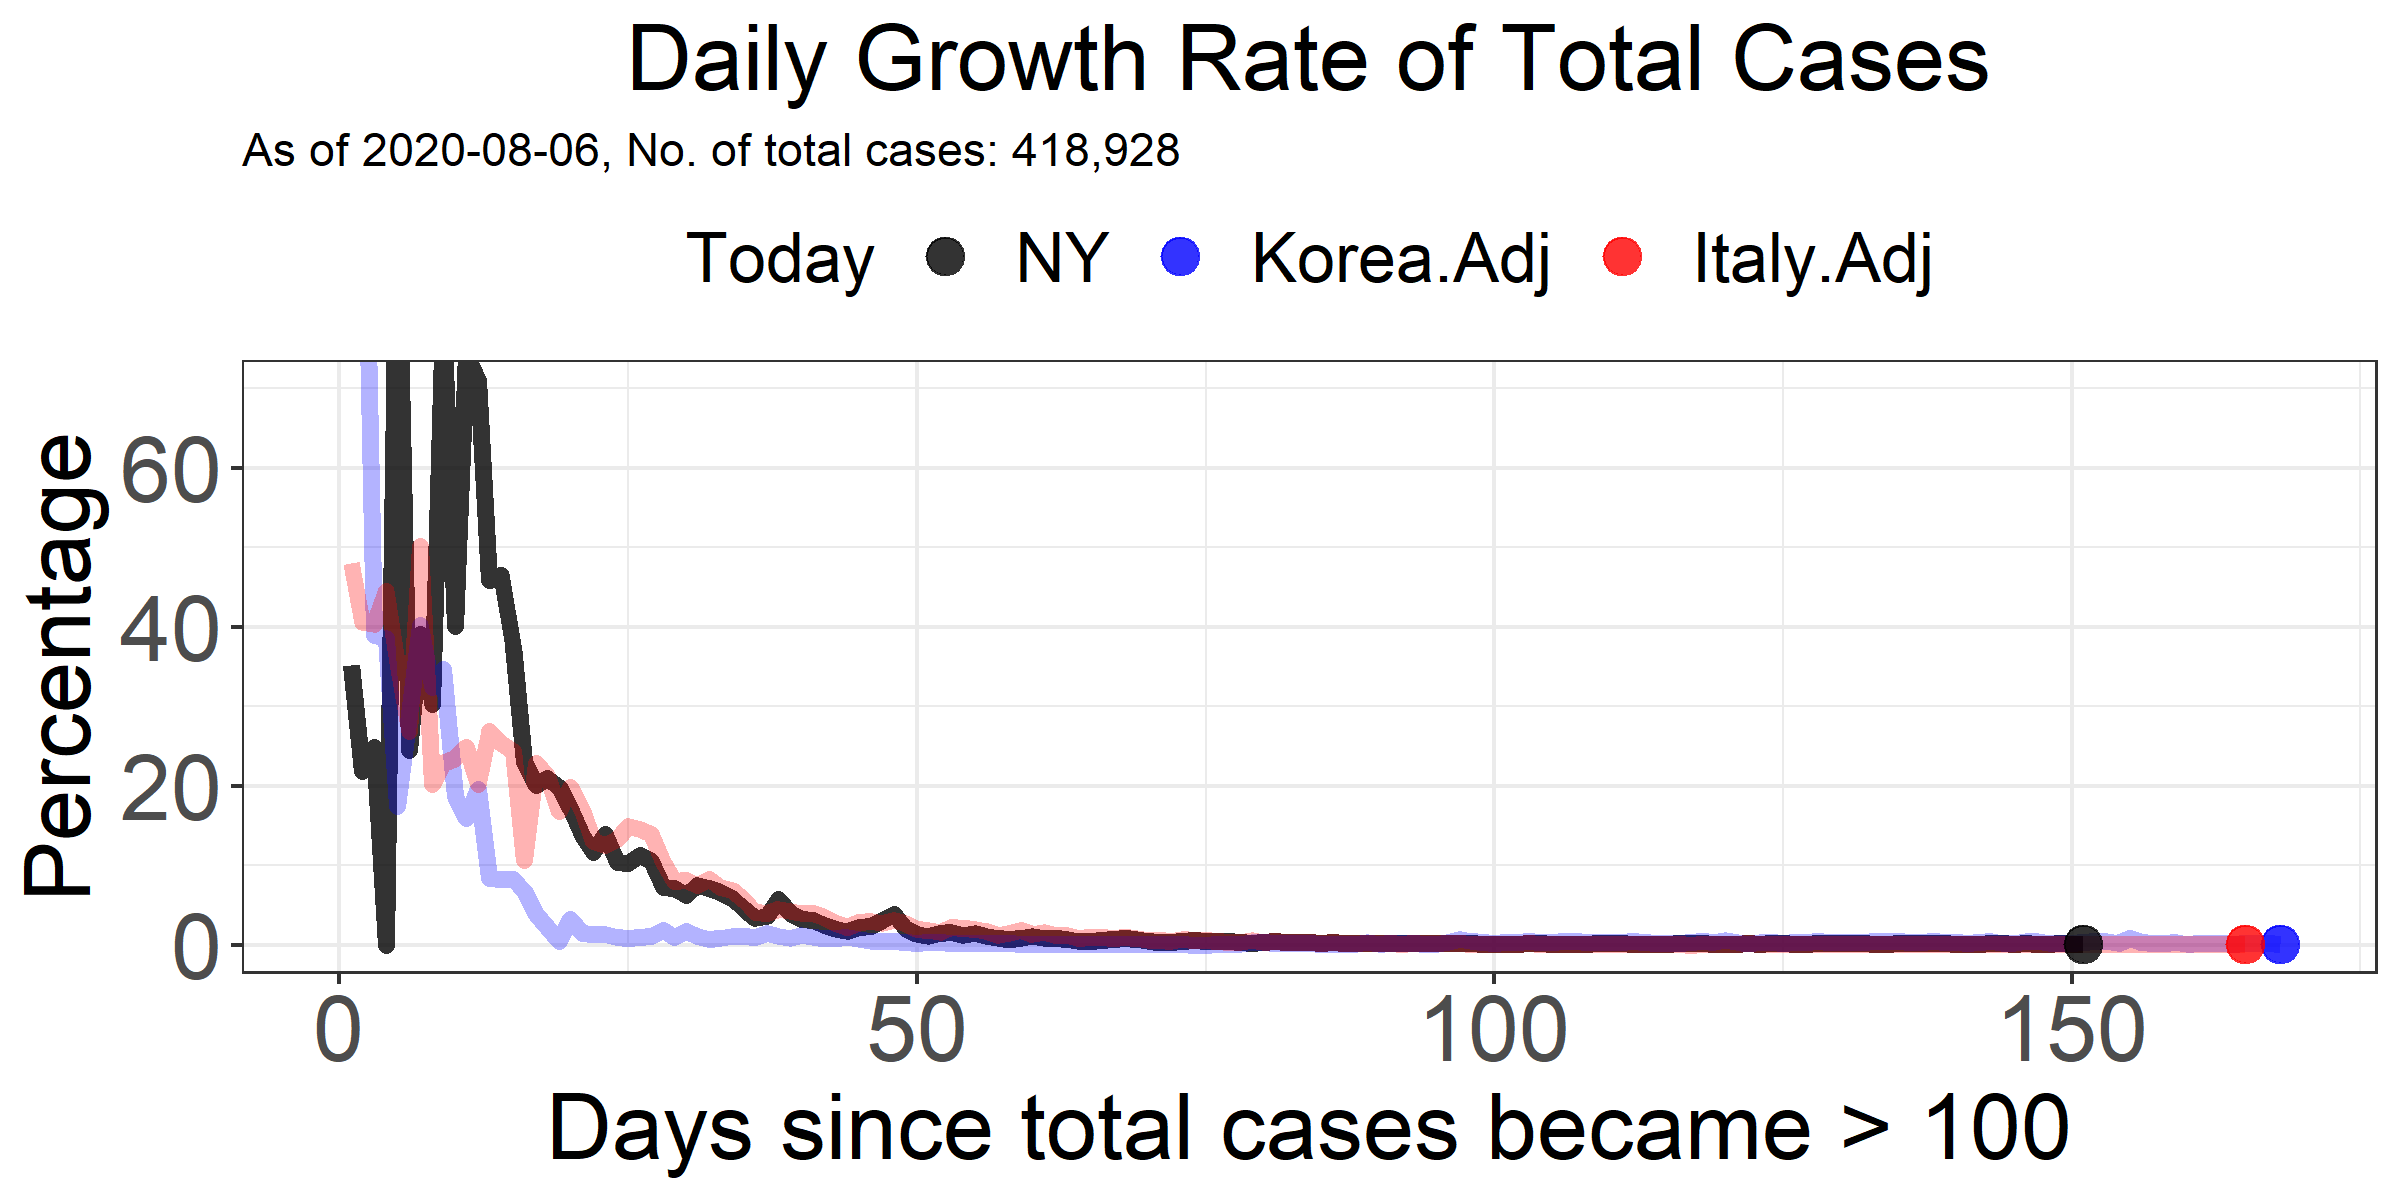 Daily Growth Rate of Total Cases
As of 2020-08-06, No. of total cases: 418,928
Today NY Korea.Adj Italy.Adj
Percentage
60
40
20
0
0 50 100 150
Days since total cases became > 100